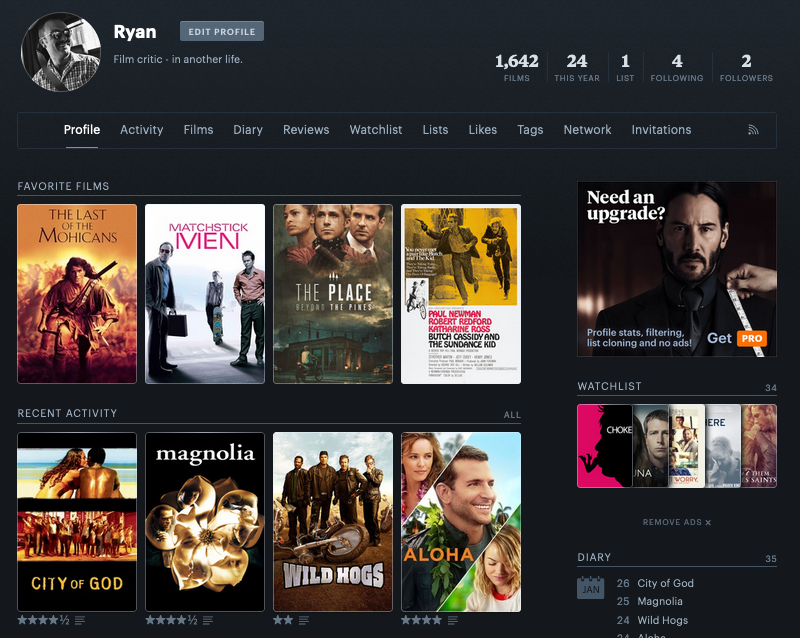 Ryan
EDIT PROFILE
Film critic - in another life.
1,642
FILMS
24
THIS YEAR
1
LIST
4
FOLLOWING
2
FOLLOWERS
Profile Activity Films Diary Reviews Watchlist Lists Likes Tags Network Invitations
FAVORITE FILMS
THE LAST
OF THE
MOHICANS
MATCHSTICK
MEN
THE PLACE
BEYOND THE PINES
PAUL NEWMAN
ROBERT REDFORD
KATHARINE ROSS
BUTCH CASSIDY AND
THE SUNDANCE KID
Need an
upgrade?
Profile stats, filtering,
list cloning and no ads!
Get PRO
WATCHLIST 34
CHOKE
UNA
WORRY.
ERE
THEM
SAINTS
REMOVE ADS ×
RECENT ACTIVITY ALL
CITY OF GOD
magnolia
WILD HOGS
ALOHA
★★★★½
★★★★½
★★
★★★★
DIARY 35
JAN
26 City of God
25 Magnolia
24 Wild Hogs
24 Aloha